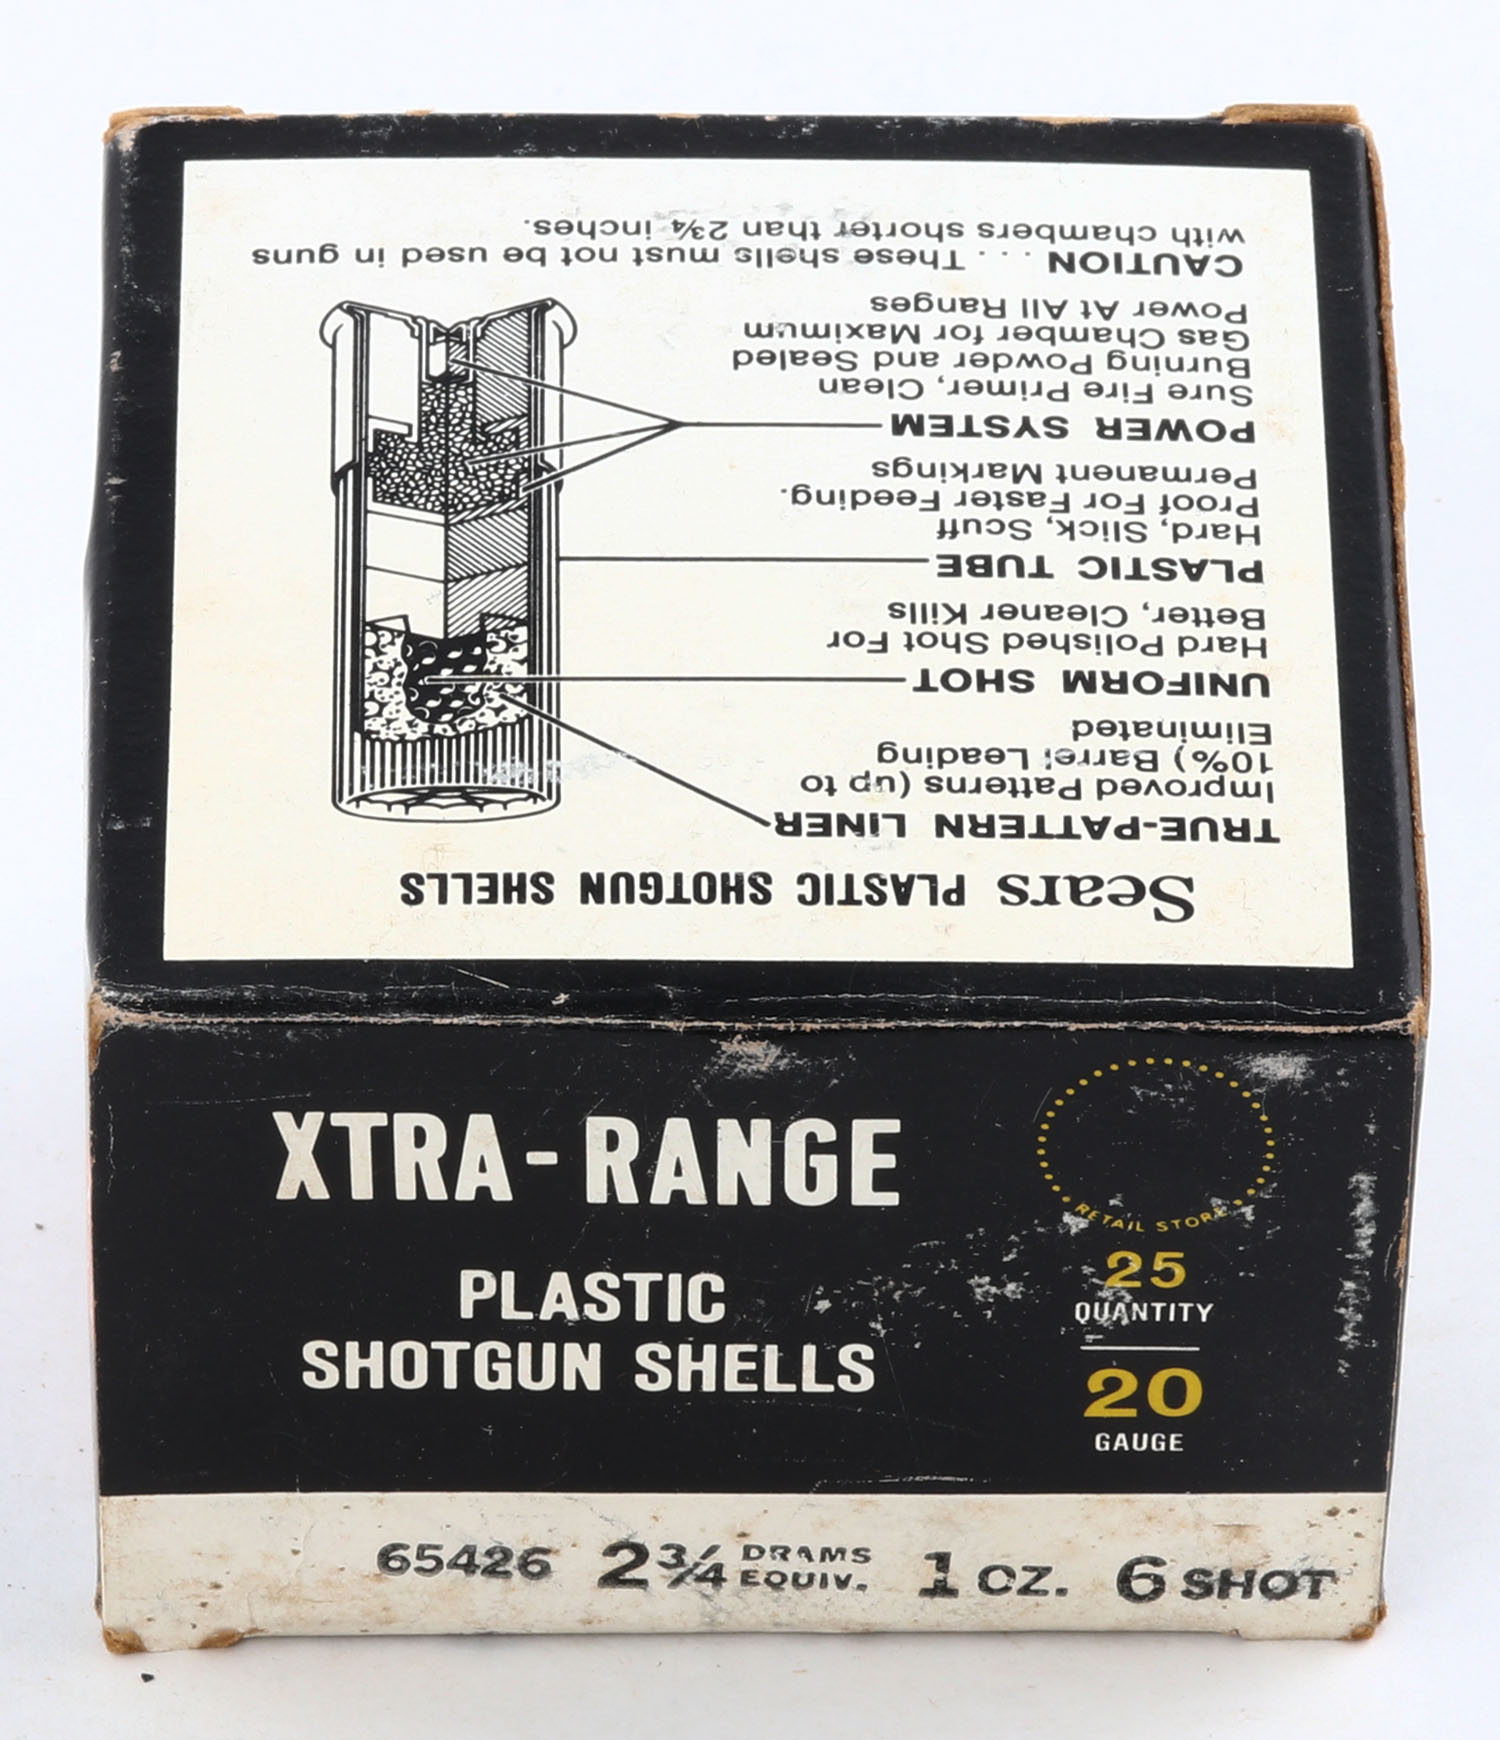 Sears PLASTIC SHOTGUN SHELLS
TRUE-PATTERN LINER
Improved Patterns (up to
10%) Barrel Leading
Eliminated
UNIFORM SHOT
Hard Polished Shot For
Better, Cleaner Kills
PLASTIC TUBE
Hard, Slick, Scuff
Proof For Faster Feeding.
Permanent Markings
POWER SYSTEM
Sure Fire Primer, Clean
Burning Powder and Sealed
Gas Chamber for Maximum
Power At All Ranges
CAUTION . . . These shells must not be used in guns
with chambers shorter than 2¾ inches.
XTRA-RANGE
PLASTIC
SHOTGUN SHELLS
RETAIL STORE
25
QUANTITY
20
GAUGE
65426 2¾ DRAMS EQUIV. 1 OZ. 6 SHOT